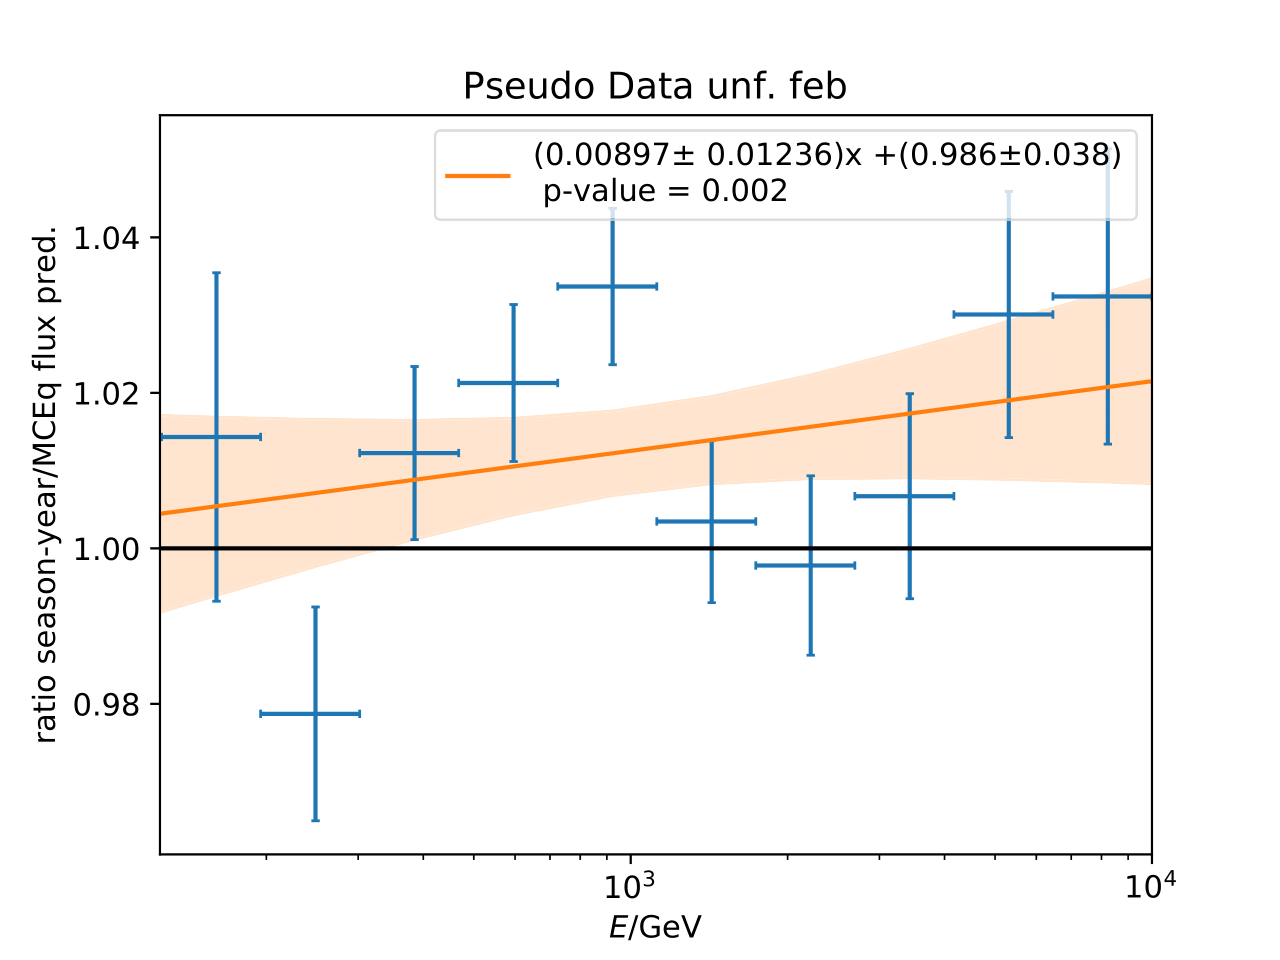 Pseudo Data unf. feb
(0.00897± 0.01236)x +(0.986±0.038)
p-value = 0.002
ratio season-year/MCEq flux pred.
1.04
1.02
1.00
0.98
10³
10⁴
E/GeV